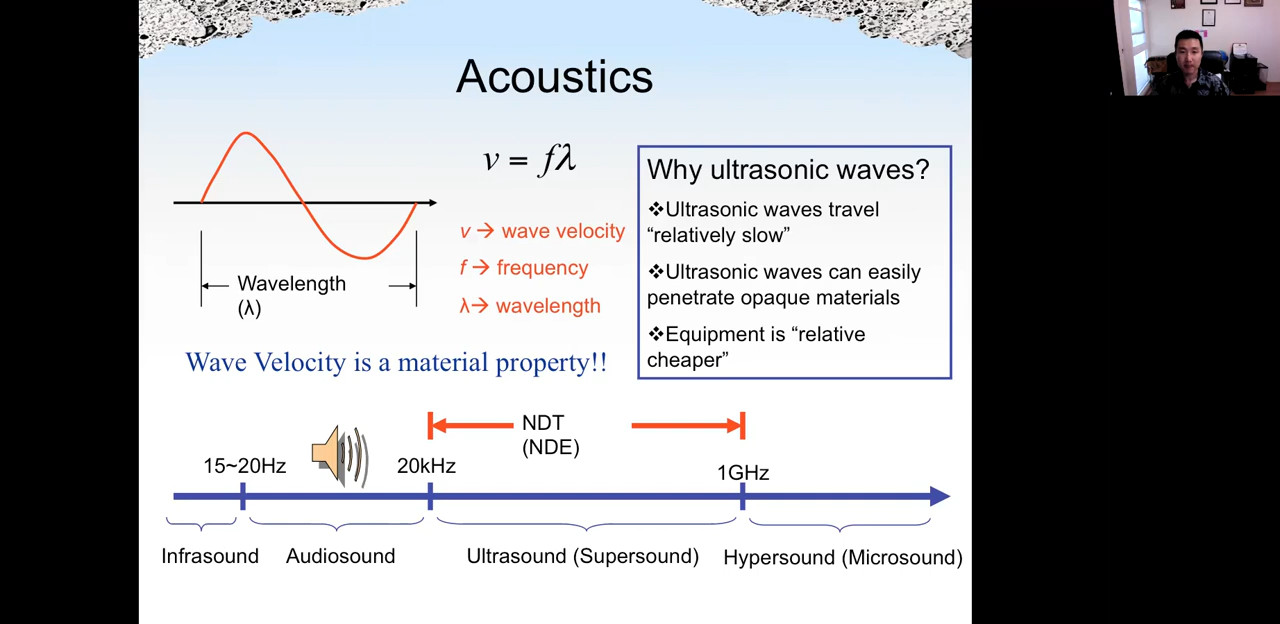 Acoustics
v = fλ
v → wave velocity
f → frequency
λ→ wavelength
Wavelength
(λ)
Wave Velocity is a material property!!
Why ultrasonic waves?
❖Ultrasonic waves travel
“relatively slow”
❖Ultrasonic waves can easily
penetrate opaque materials
❖Equipment is “relative
cheaper”
NDT
(NDE)
15~20Hz
20kHz
1GHz
Infrasound
Audiosound
Ultrasound (Supersound)
Hypersound (Microsound)